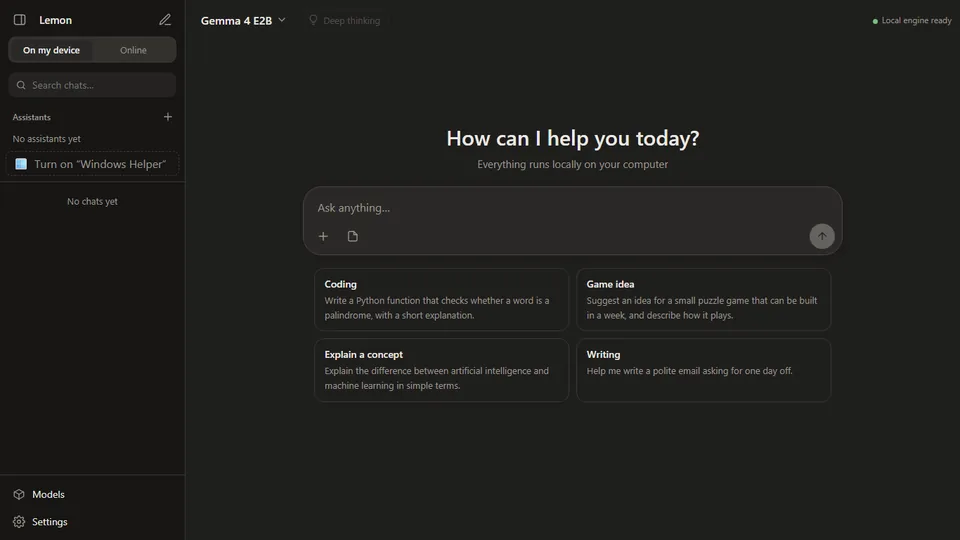 Lemon
On my device
Online
Search chats...
Assistants
No assistants yet
Turn on “Windows Helper”
No chats yet
Models
Settings
Gemma 4 E2B
Deep thinking
Local engine ready
How can I help you today?
Everything runs locally on your computer
Ask anything...
Coding
Write a Python function that checks whether a word is a
palindrome, with a short explanation.
Game idea
Suggest an idea for a small puzzle game that can be built
in a week, and describe how it plays.
Explain a concept
Explain the difference between artificial intelligence and
machine learning in simple terms.
Writing
Help me write a polite email asking for one day off.